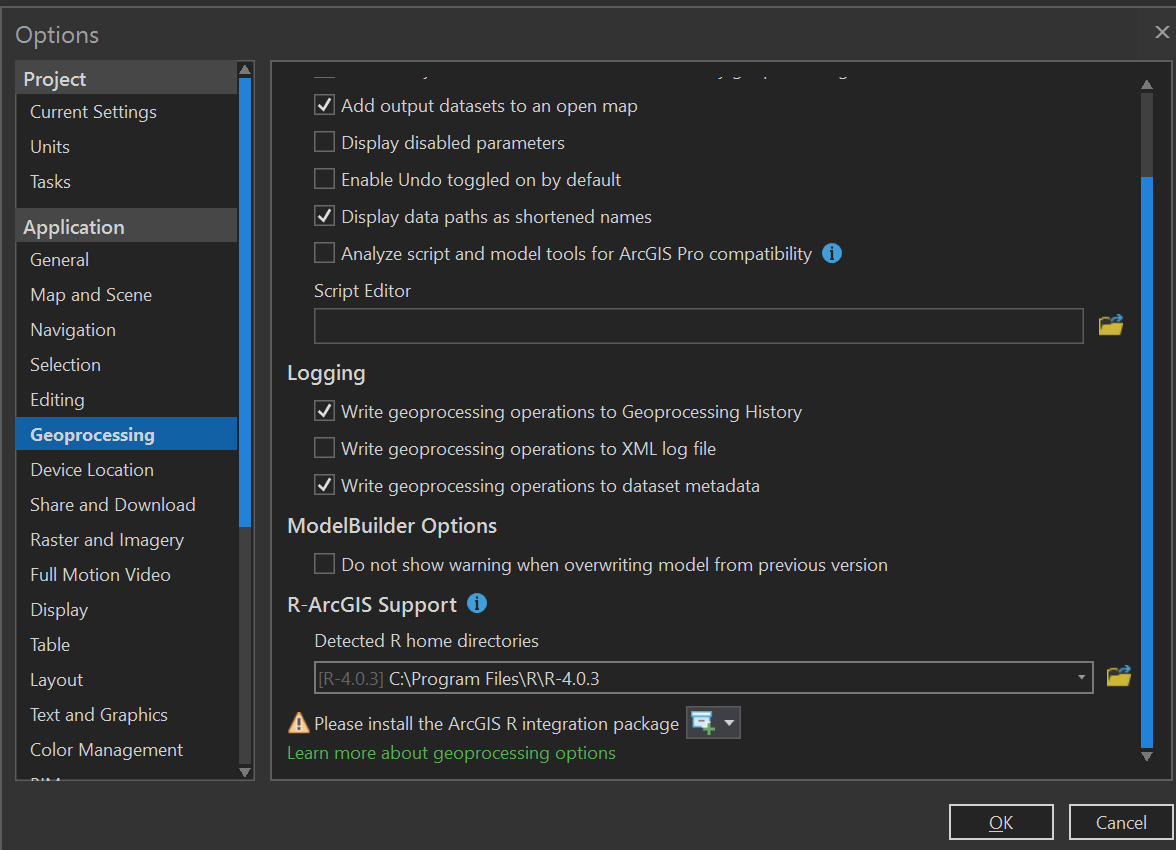 Options
Project
Current Settings
Units
Tasks
Application
General
Map and Scene
Navigation
Selection
Editing
Geoprocessing
Device Location
Share and Download
Raster and Imagery
Full Motion Video
Display
Table
Layout
Text and Graphics
Color Management
Add output datasets to an open map
Display disabled parameters
Enable Undo toggled on by default
Display data paths as shortened names
Analyze script and model tools for ArcGIS Pro compatibility
Script Editor
Logging
Write geoprocessing operations to Geoprocessing History
Write geoprocessing operations to XML log file
Write geoprocessing operations to dataset metadata
ModelBuilder Options
Do not show warning when overwriting model from previous version
R-ArcGIS Support
Detected R home directories
[R-4.0.3] C:\Program Files\R\R-4.0.3
Please install the ArcGIS R integration package
Learn more about geoprocessing options
OK
Cancel